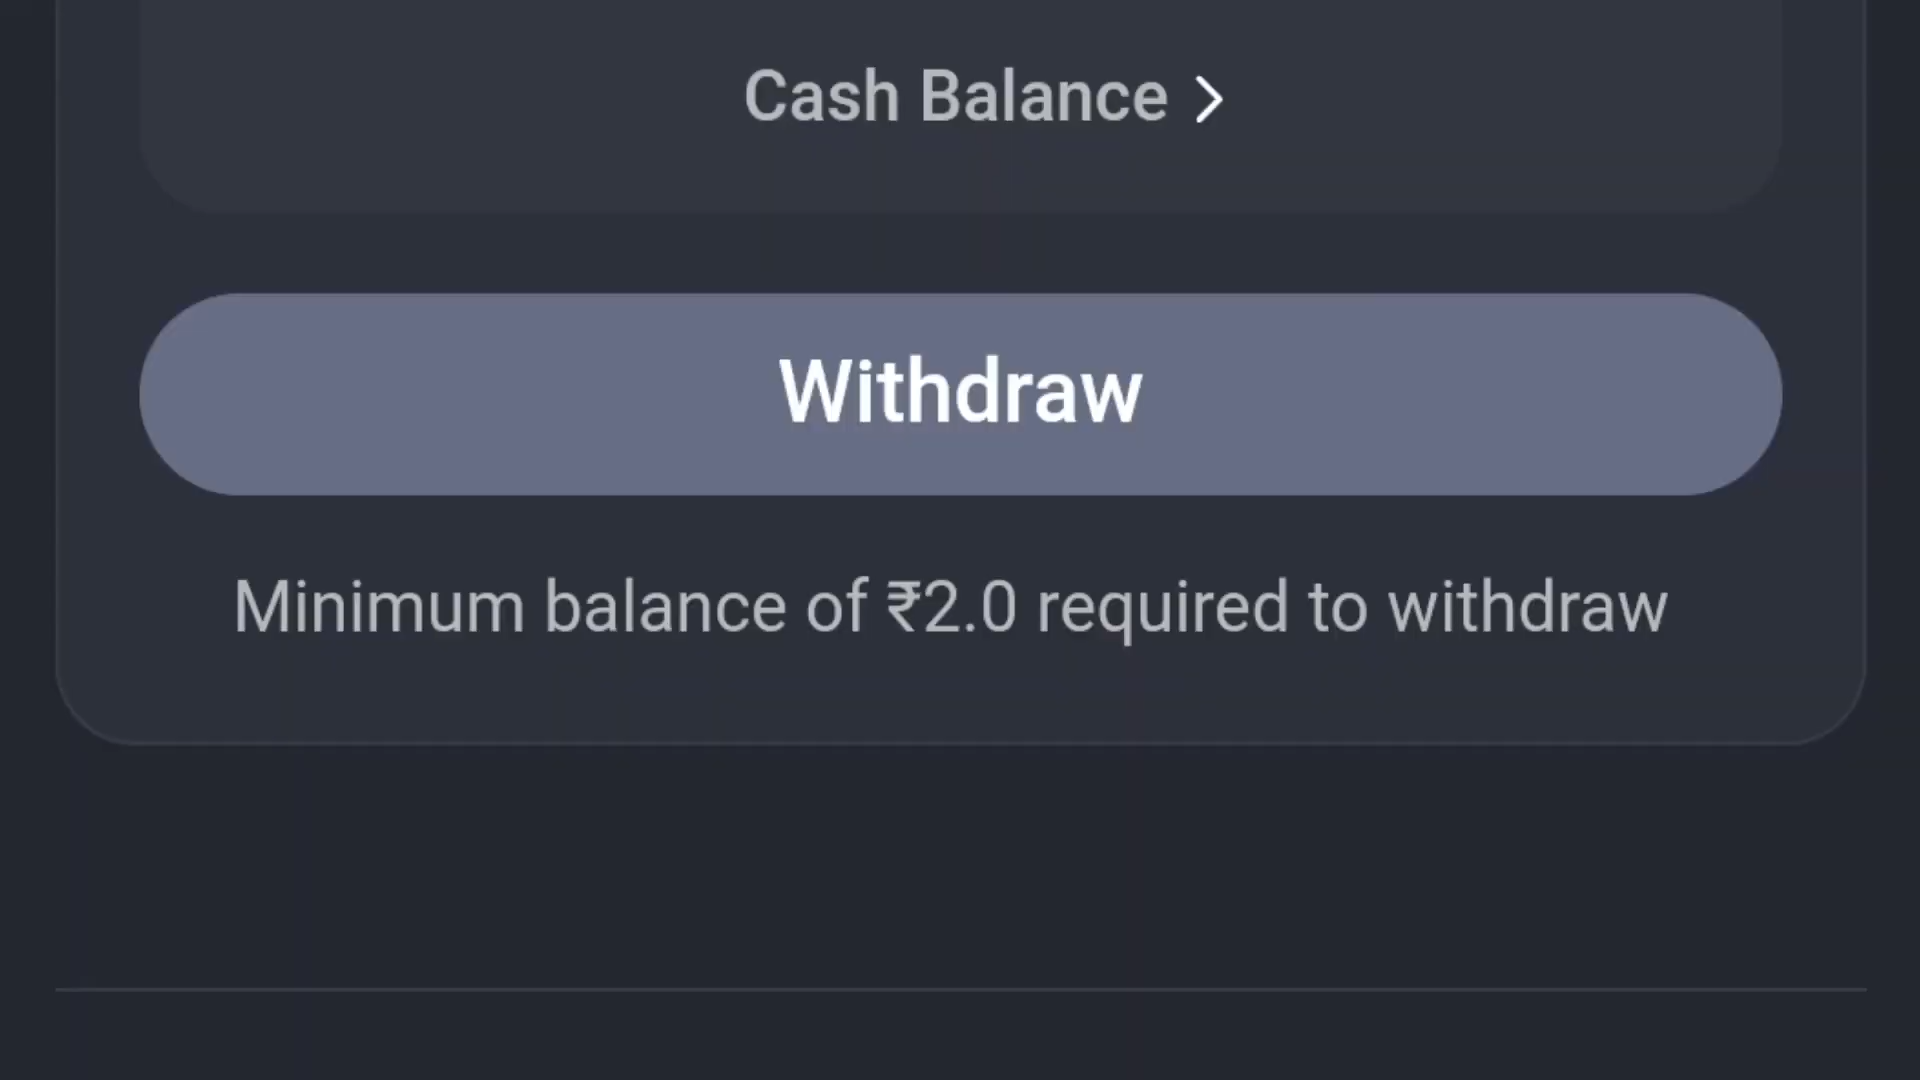 Cash Balance
Withdraw
Minimum balance of ₹2.0 required to withdraw